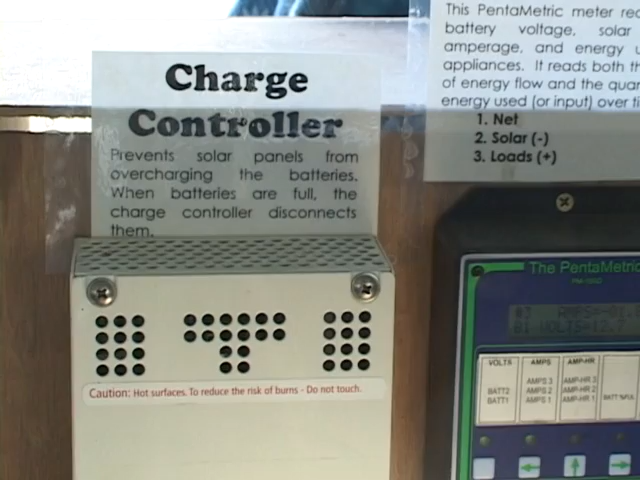 Charge
Controller
Prevents solar panels from
overcharging the batteries.
When batteries are full, the
charge controller disconnects
them.
Caution: Hot surfaces. To reduce the risk of burns - Do not touch.
This PentaMetric meter rec
battery voltage, solar
amperage, and energy u
appliances. It reads both th
of energy flow and the quan
energy used (or input) over ti
1. Net
2. Solar (-)
3. Loads (+)
The PentaMetric
VOLTS AMPS AMP-HR
AMPS 3 AMP-HR 3
BATT2 AMPS 2 AMP-HR 2
BATT1 AMPS 1 AMP-HR 1